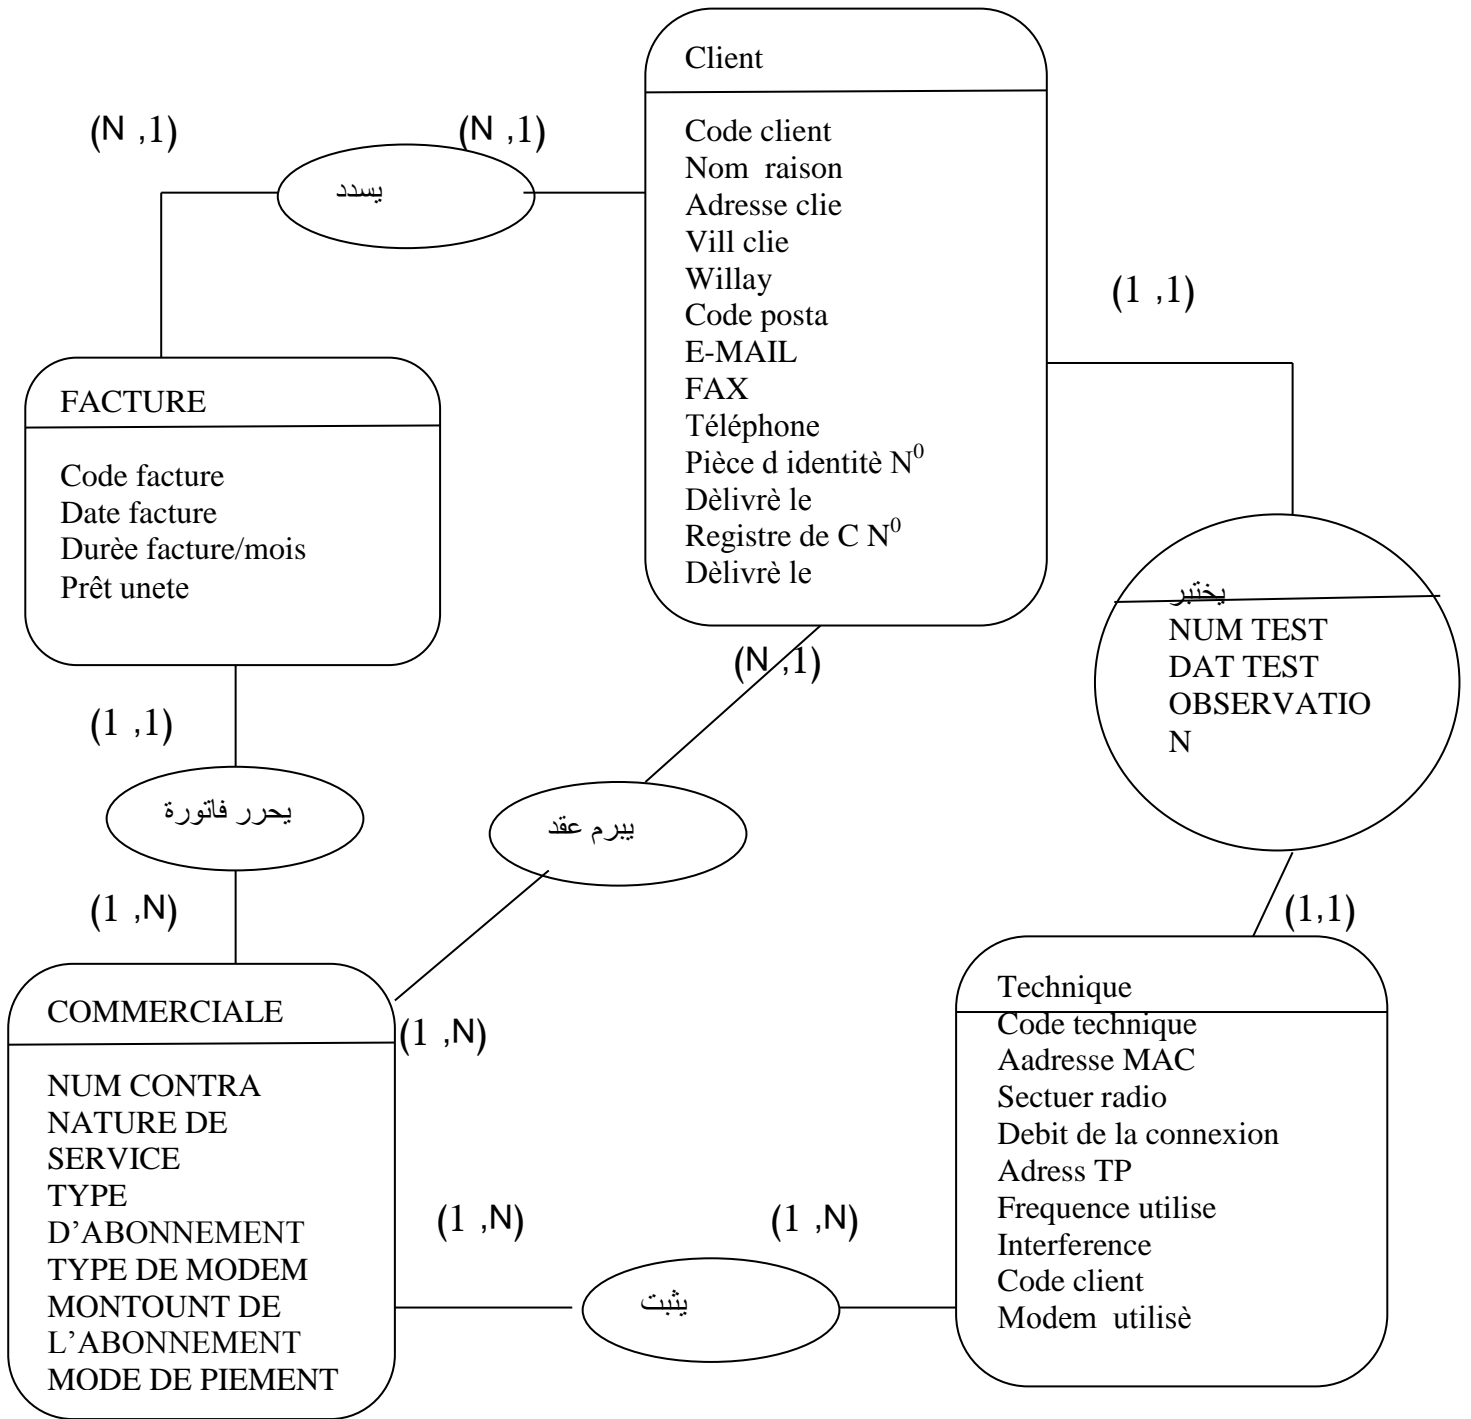 Client
Code client
Nom raison
Adresse clie
Vill clie
Willay
Code posta
E-MAIL
FAX
Téléphone
Pièce d identitè N⁰
Dèlivrè le
Registre de C N⁰
Dèlivrè le
(N ,1)
(N ,1)
يسدد
(1 ,1)
FACTURE
Code facture
Date facture
Durèe facture/mois
Prêt unete
يختبر
NUM TEST
DAT TEST
OBSERVATIO
N
(N ,1)
(1 ,1)
يحرر فاتورة
يبرم عقد
(1 ,N)
(1,1)
COMMERCIALE
NUM CONTRA
NATURE DE
SERVICE
TYPE
D’ABONNEMENT
TYPE DE MODEM
MONTOUNT DE
L’ABONNEMENT
MODE DE PIEMENT
(1 ,N)
Technique
Code technique
Aadresse MAC
Sectuer radio
Debit de la connexion
Adress TP
Frequence utilise
Interference
Code client
Modem utilisè
(1 ,N)
(1 ,N)
يثبت